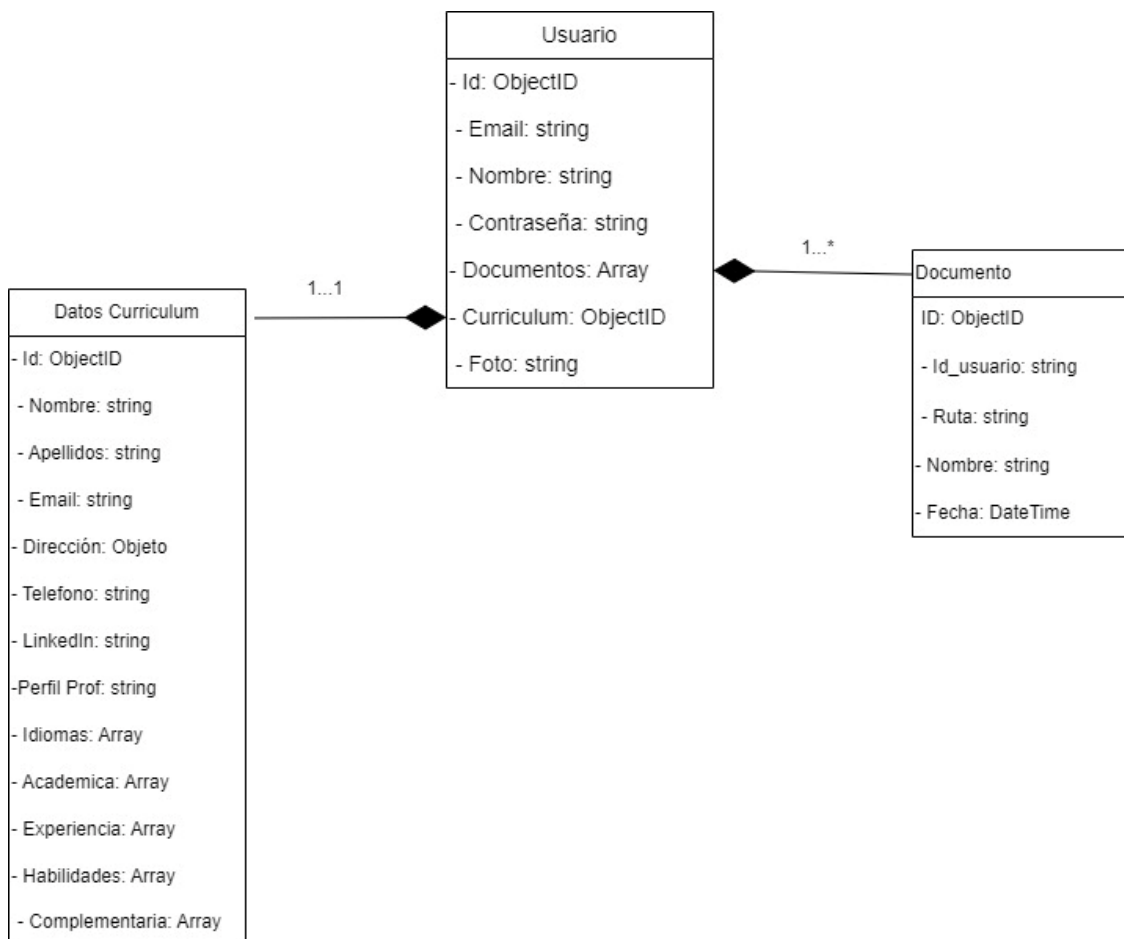 Usuario
- Id: ObjectID
- Email: string
- Nombre: string
- Contraseña: string
- Documentos: Array
- Curriculum: ObjectID
- Foto: string
1...1
1...*
Datos Curriculum
- Id: ObjectID
- Nombre: string
- Apellidos: string
- Email: string
- Dirección: Objeto
- Telefono: string
- LinkedIn: string
-Perfil Prof: string
- Idiomas: Array
- Academica: Array
- Experiencia: Array
- Habilidades: Array
- Complementaria: Array
Documento
ID: ObjectID
- Id_usuario: string
- Ruta: string
- Nombre: string
- Fecha: DateTime